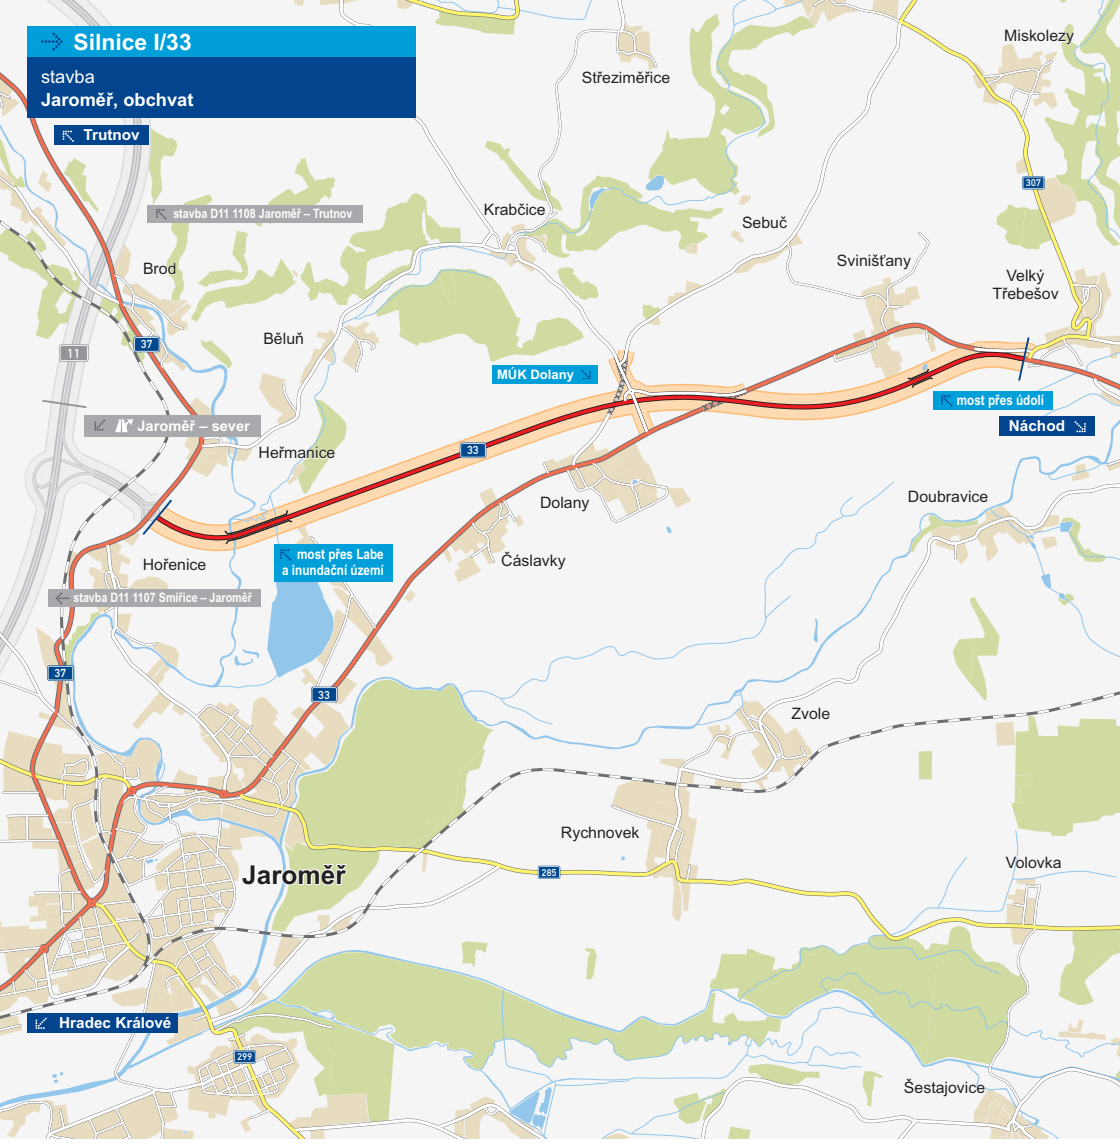 Silnice I/33
stavba
Jaroměř, obchvat
Trutnov
Miskolezy
Střeziměřice
307
stavba D11 1108 Jaroměř – Trutnov
Krabčice
Sebuč
Brod
Svinišťany
Velký
Třebešov
Běluň
37
11
MÚK Dolany
most přes údolí
Jaroměř – sever
Náchod
Heřmanice
33
Dolany
Doubravice
most přes Labe
a inundační území
Hořenice
Čáslavky
stavba D11 1107 Smiřice – Jaroměř
37
33
Zvole
Rychnovek
Jaroměř
285
Volovka
Hradec Králové
299
Šestajovice